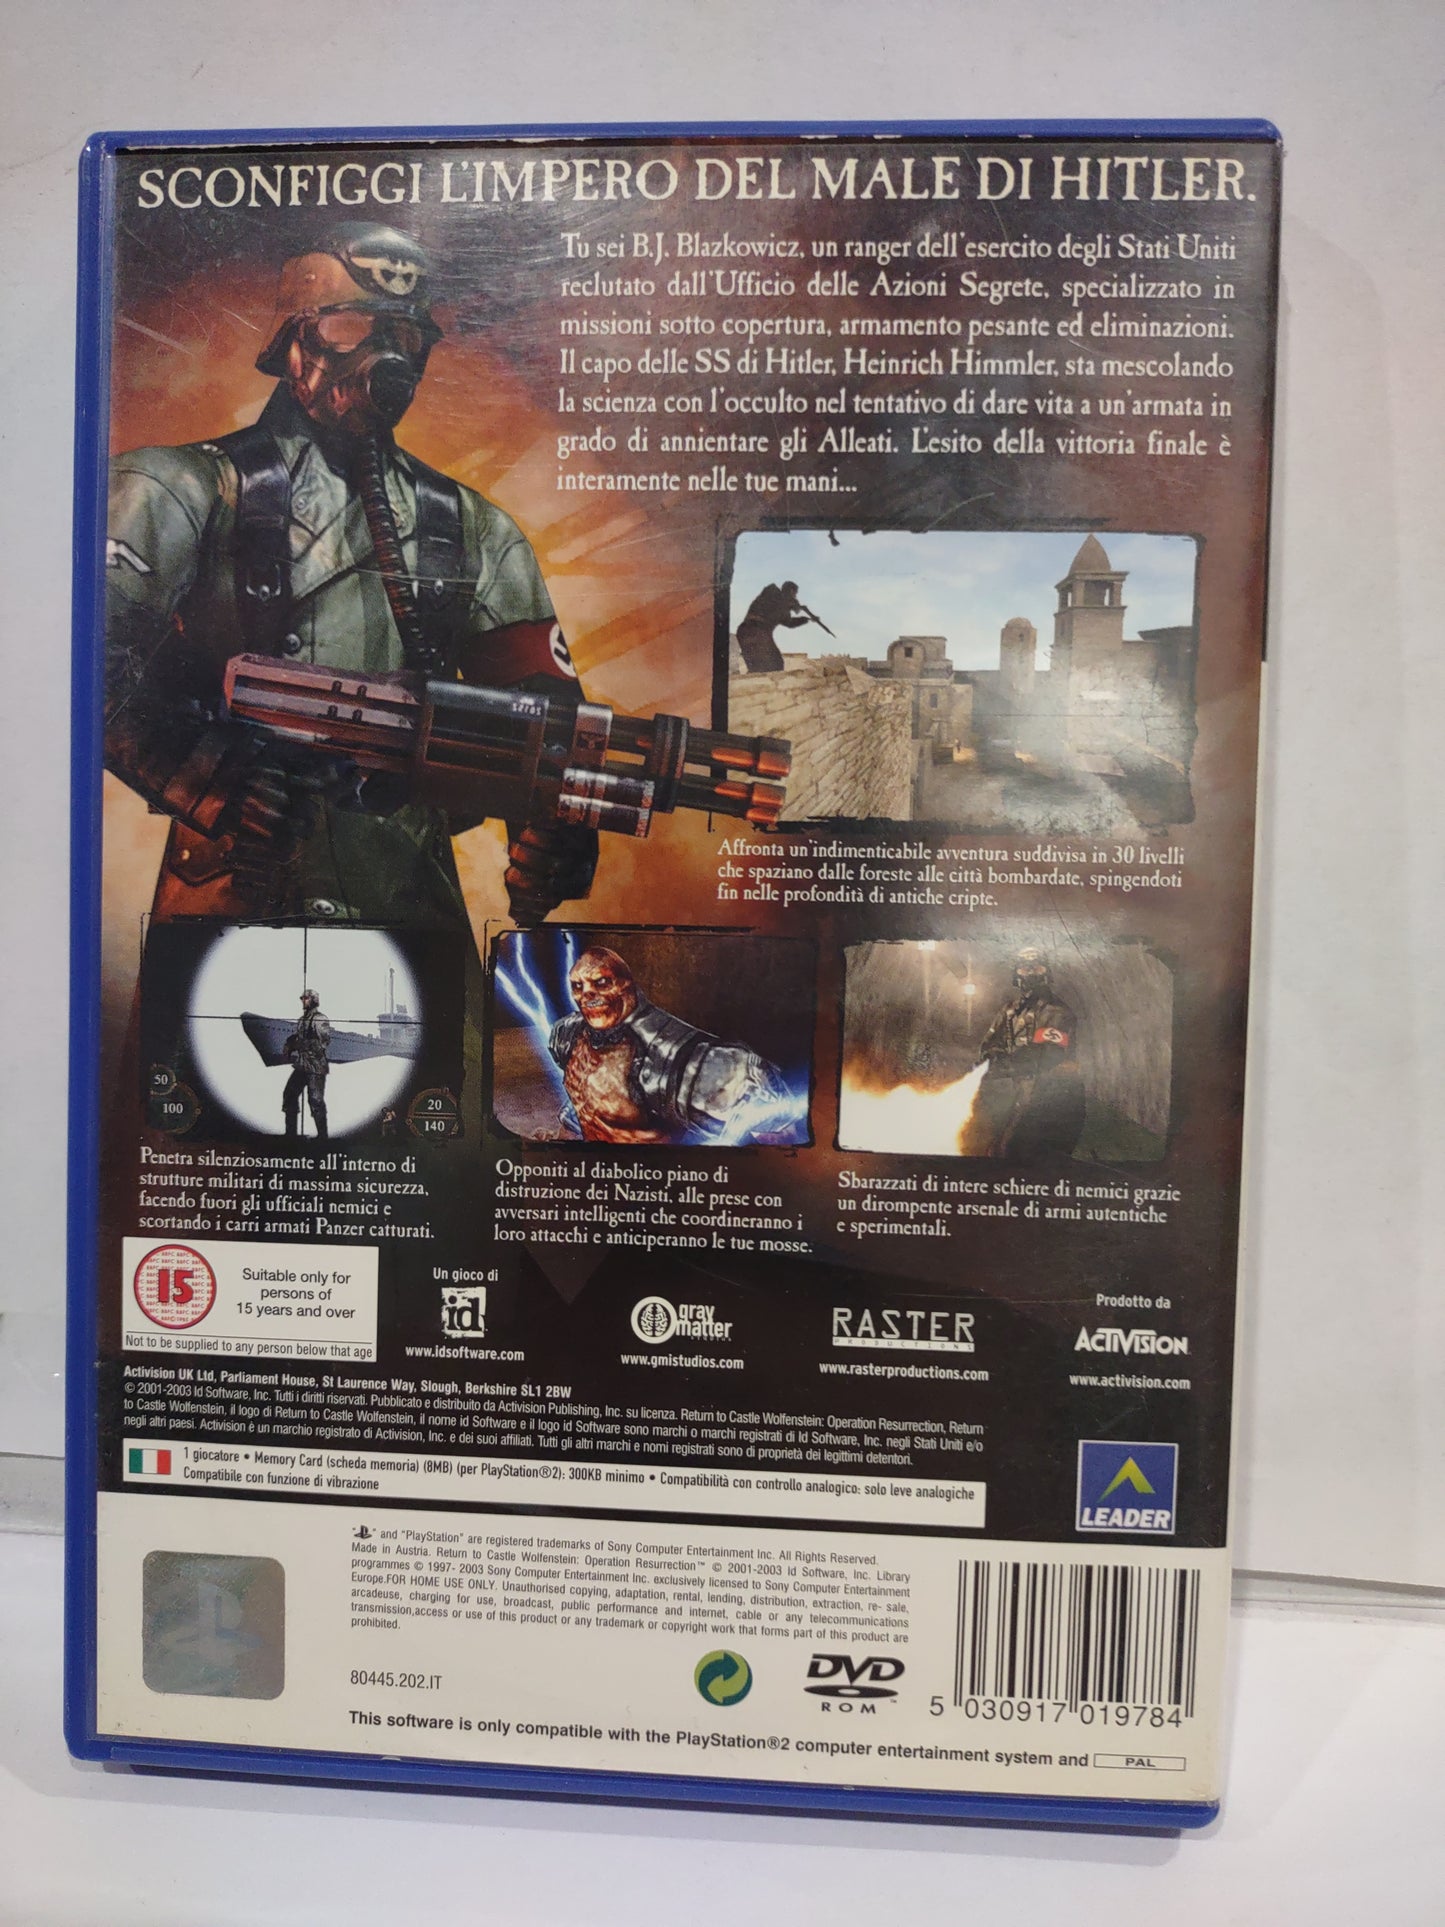 SCONFIGGI L'IMPERO DEL MALE DI HITLER.
Tu sei B.J. Blazkowicz, un ranger dell'esercito degli Stati Uniti
reclutato dall'Ufficio delle Azioni Segrete, specializzato in
missioni sotto copertura, armamento pesante ed eliminazioni.
Il capo delle SS di Hitler, Heinrich Himmler, sta mescolando
la scienza con l'occulto nel tentativo di dare vita a un'armata in
grado di annientare gli Alleati. L'esito della vittoria finale è
interamente nelle tue mani...
Affronta un'indimenticabile avventura suddivisa in 30 livelli
che spaziano dalle foreste alle città bombardate, spingendoti
fin nelle profondità di antiche cripte.
50
100
20
140
Penetra silenziosamente all'interno di
strutture militari di massima sicurezza,
facendo fuori gli ufficiali nemici e
scortando i carri armati Panzer catturati.
Opponiti al diabolico piano di
distruzione dei Nazisti, alle prese con
avversari intelligenti che coordineranno i
loro attacchi e anticiperanno le tue mosse.
Sbarazzati di intere schiere di nemici grazie
un dirompente arsenale di armi autentiche
e sperimentali.
15
Suitable only for
persons of
15 years and over
Not to be supplied to any person below that age
Un gioco di
id
www.idsoftware.com
gray
matter
STUDIOS
www.gmistudios.com
RASTER
PRODUCTIONS
www.rasterproductions.com
Prodotto da
ACTIVISION
www.activision.com
Activision UK Ltd, Parliament House, St Laurence Way, Slough, Berkshire SL1 2BW
© 2001-2003 Id Software, Inc. Tutti i diritti riservati. Pubblicato e distribuito da Activision Publishing, Inc. su licenza. Return to Castle Wolfenstein: Operation Resurrection, Return
to Castle Wolfenstein, il logo di Return to Castle Wolfenstein, il nome id Software e il logo id Software sono marchi o marchi registrati di Id Software, Inc. negli Stati Uniti e/o
negli altri paesi. Activision è un marchio registrato di Activision, Inc. e dei suoi affiliati. Tutti gli altri marchi e nomi registrati sono di proprietà dei legittimi detentori.
1 giocatore • Memory Card (scheda memoria) (8MB) (per PlayStation®2): 300KB minimo • Compatibilità con controllo analogico: solo leve analogiche
Compatibile con funzione di vibrazione
LEADER
" " and "PlayStation" are registered trademarks of Sony Computer Entertainment Inc. All Rights Reserved.
Made in Austria. Return to Castle Wolfenstein: Operation Resurrection™ © 2001-2003 Id Software, Inc. Library
programmes © 1997- 2003 Sony Computer Entertainment Inc. exclusively licensed to Sony Computer Entertainment
Europe.FOR HOME USE ONLY. Unauthorised copying, adaptation, rental, lending, distribution, extraction, re- sale,
arcadeuse, charging for use, broadcast, public performance and internet, cable or any telecommunications
transmission,access or use of this product or any trademark or copyright work that forms part of this product are
prohibited.
80445.202.IT
DVD
ROM
5 030917 019784
This software is only compatible with the PlayStation®2 computer entertainment system and PAL